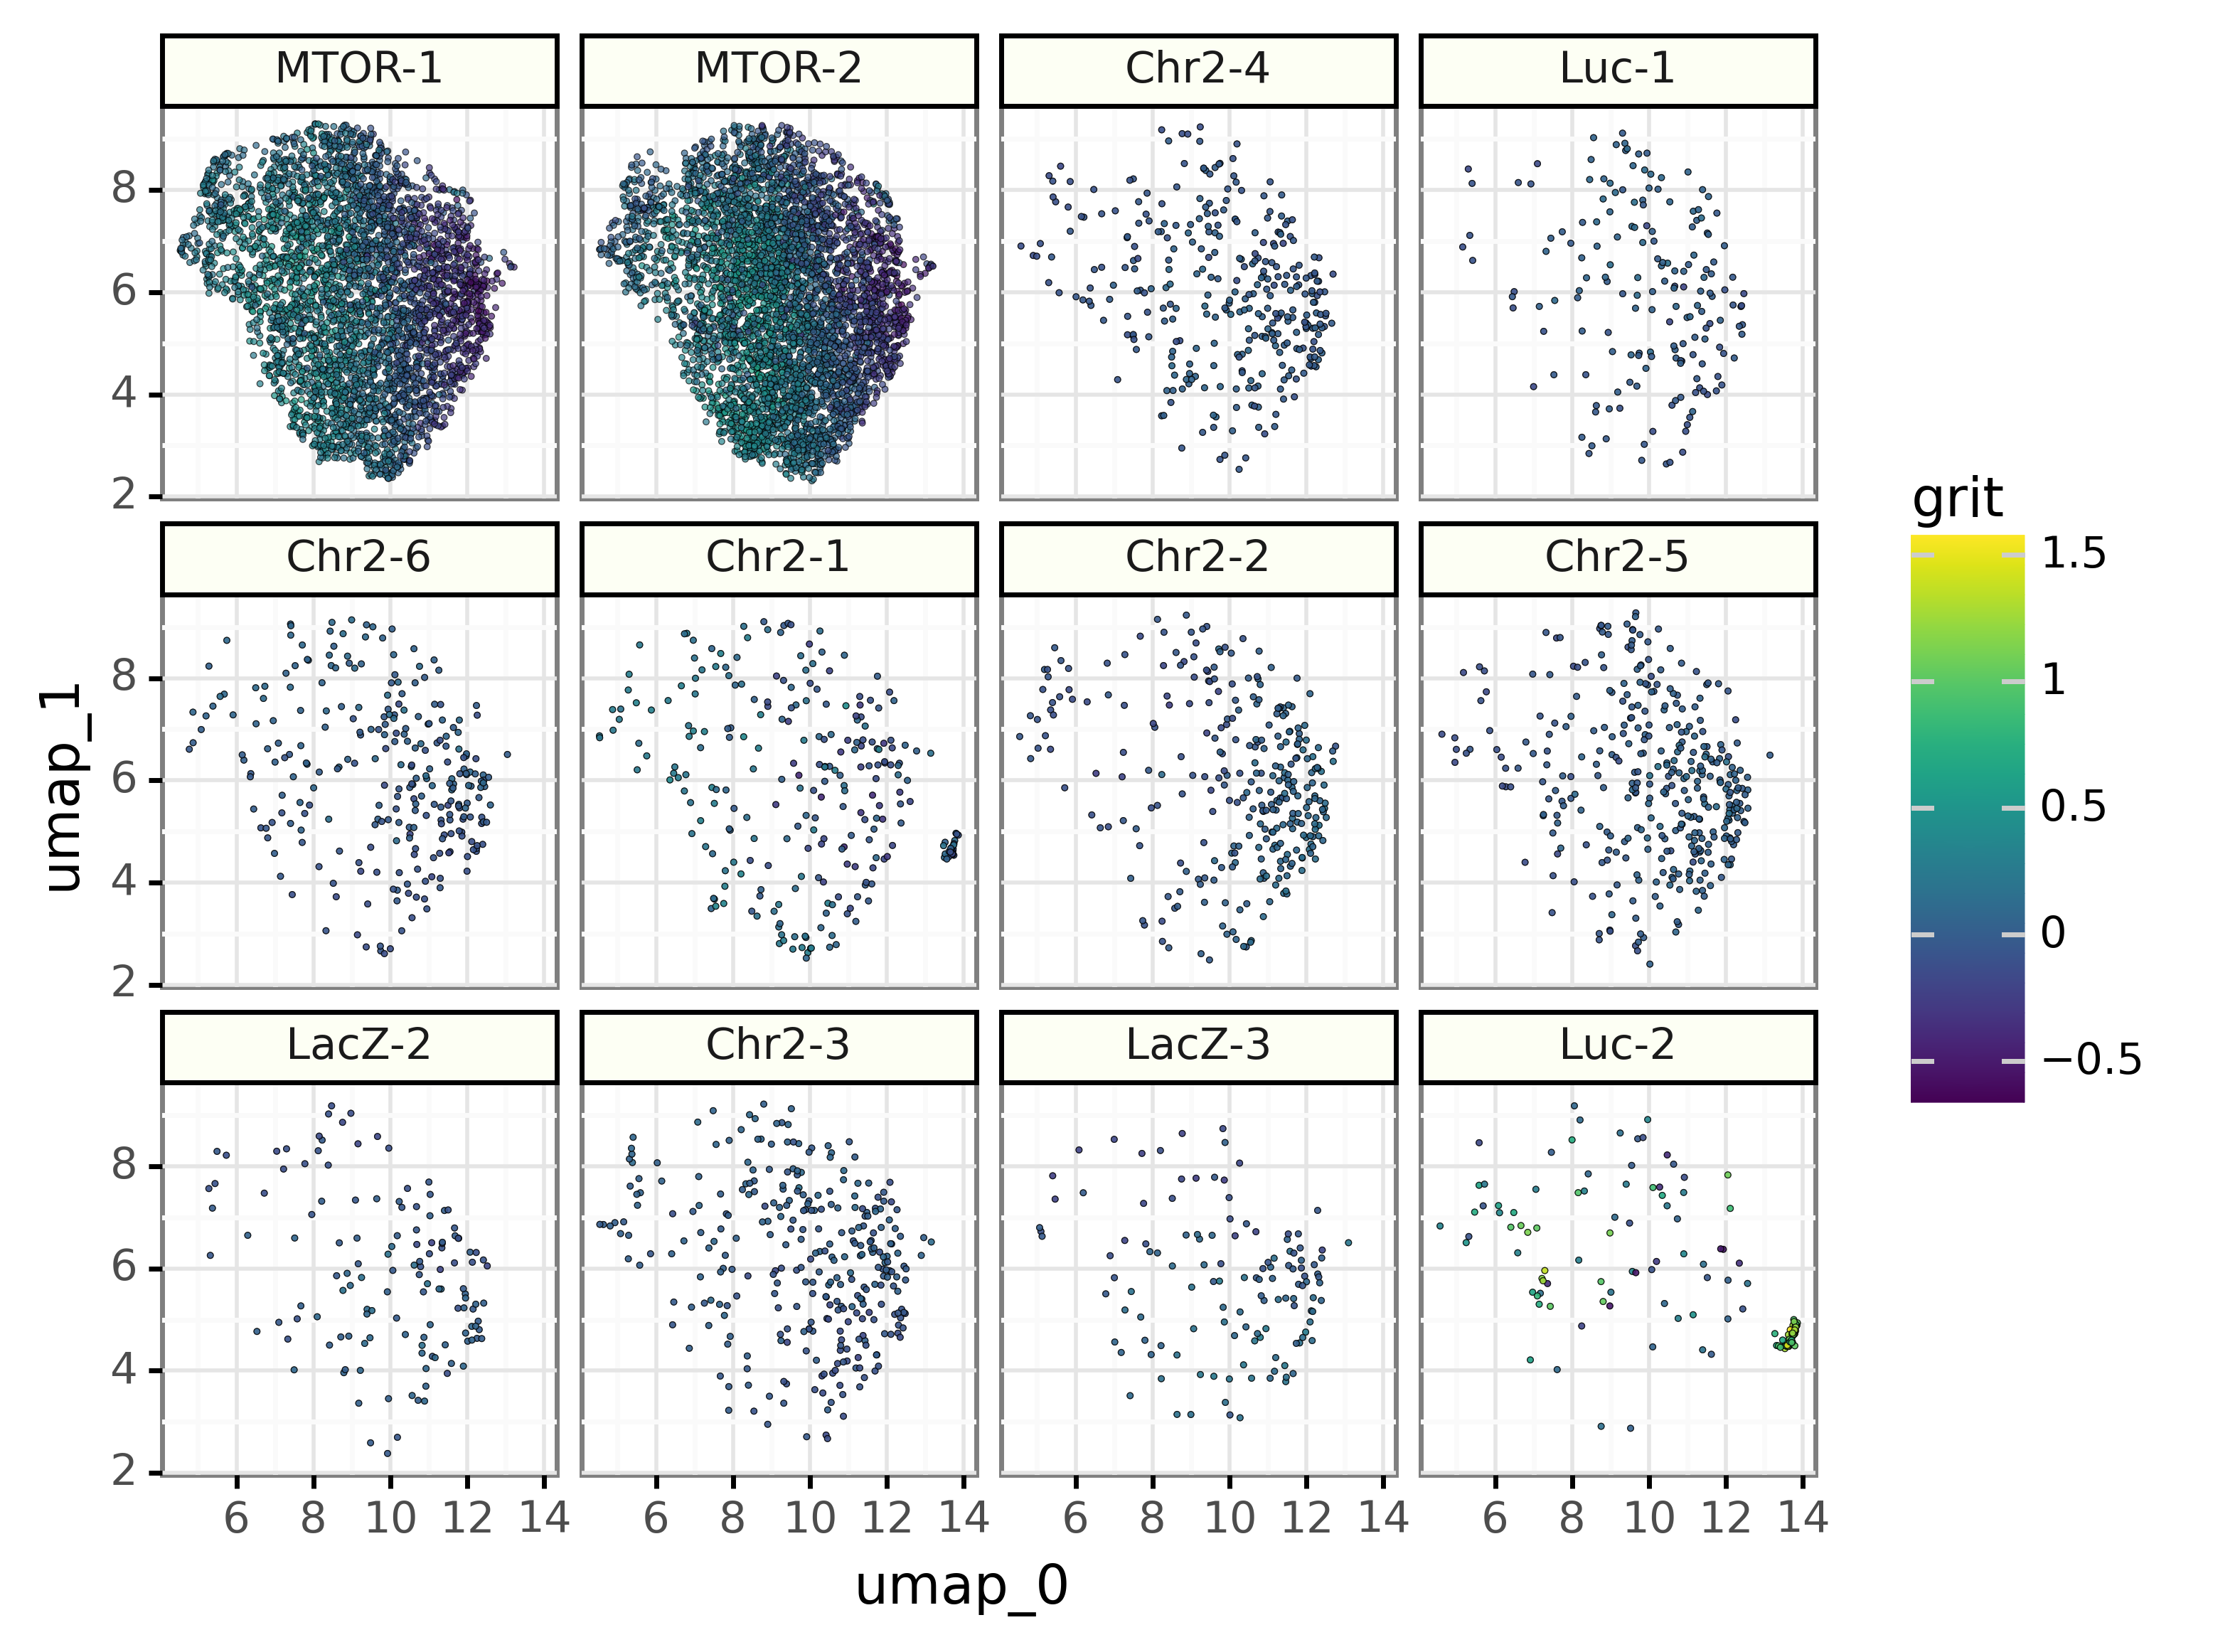 MTOR-1 MTOR-2 Chr2-4 Luc-1
8
6
4
2
Chr2-6 Chr2-1 Chr2-2 Chr2-5
8
6
4
2
LacZ-2 Chr2-3 LacZ-3 Luc-2
8
6
4
2
6 8 10 12 14 6 8 10 12 14 6 8 10 12 14 6 8 10 12 14
umap_0
umap_1
grit
1.5
1
0.5
0
−0.5